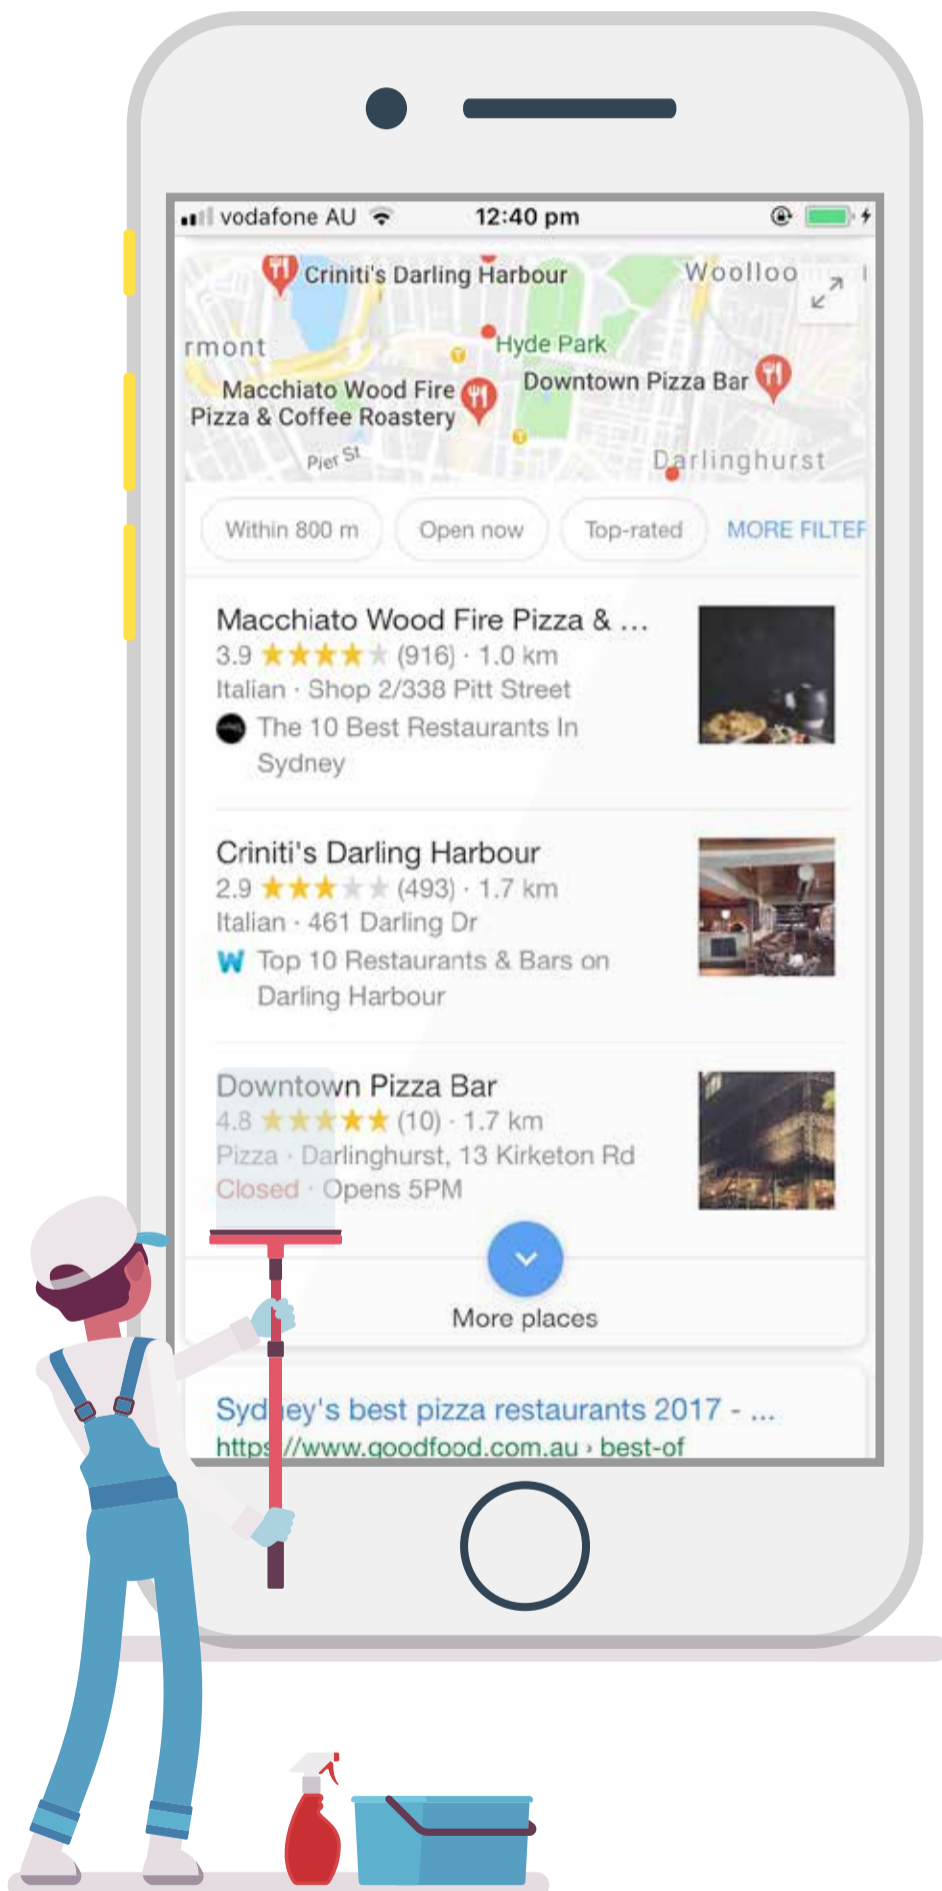 vodafone AU 12:40 pm
Criniti's Darling Harbour
Woolloo
rmont
Hyde Park
Macchiato Wood Fire
Pizza & Coffee Roastery
Downtown Pizza Bar
Pier St
Darlinghurst
Within 800 m Open now Top-rated MORE FILTER
Macchiato Wood Fire Pizza & ...
3.9 (916) · 1.0 km
Italian · Shop 2/338 Pitt Street
The 10 Best Restaurants In
Sydney
Criniti's Darling Harbour
2.9 (493) · 1.7 km
Italian · 461 Darling Dr
W Top 10 Restaurants & Bars on
Darling Harbour
Downtown Pizza Bar
4.8 (10) · 1.7 km
Pizza · Darlinghurst, 13 Kirketon Rd
Closed · Opens 5PM
More places
Sydney's best pizza restaurants 2017 - ...
https://www.goodfood.com.au › best-of